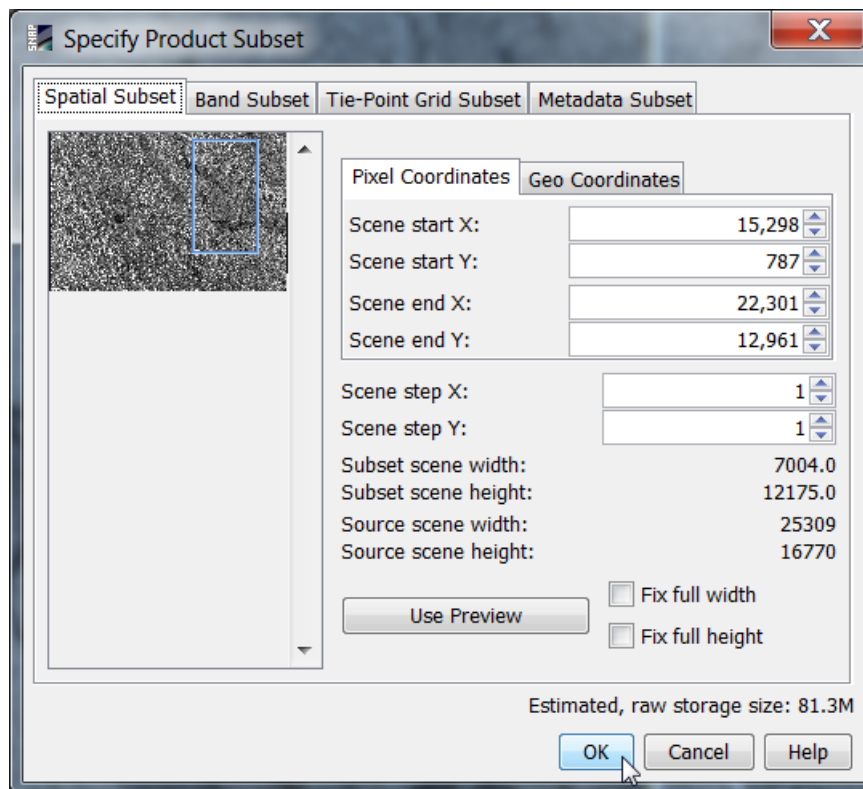 SNAP
Specify Product Subset
X
Spatial Subset Band Subset Tie-Point Grid Subset Metadata Subset
Pixel Coordinates Geo Coordinates
Scene start X: 15,298
Scene start Y: 787
Scene end X: 22,301
Scene end Y: 12,961
Scene step X: 1
Scene step Y: 1
Subset scene width: 7004.0
Subset scene height: 12175.0
Source scene width: 25309
Source scene height: 16770
Use Preview
Fix full width
Fix full height
Estimated, raw storage size: 81.3M
OK Cancel Help